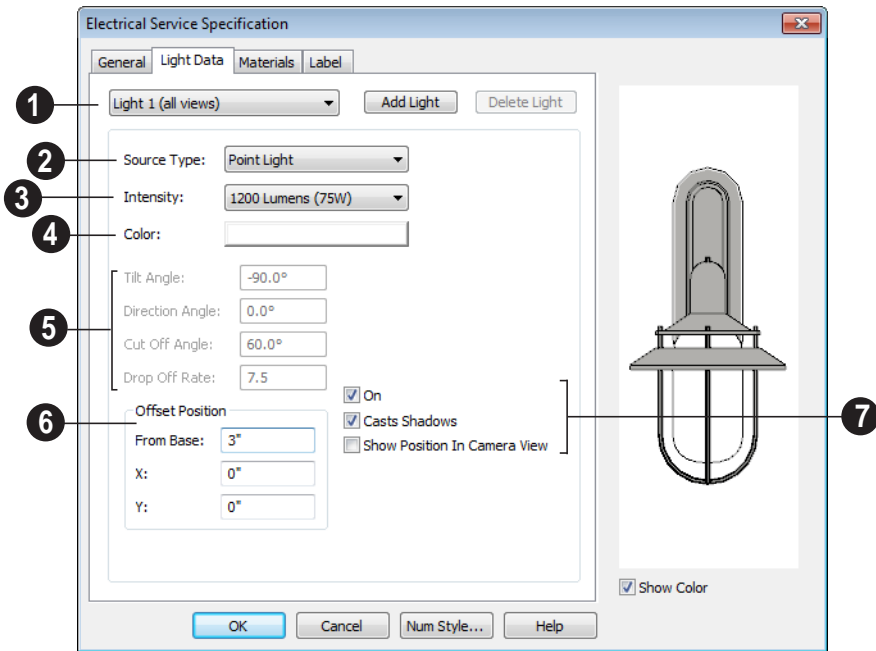 Electrical Service Specification
General Light Data Materials Label
1 Light 1 (all views) Add Light Delete Light
2 Source Type: Point Light
3 Intensity: 1200 Lumens (75W)
4 Color:
5
Tilt Angle: -90.0°
Direction Angle: 0.0°
Cut Off Angle: 60.0°
Drop Off Rate: 7.5
6 Offset Position
From Base: 3"
X: 0"
Y: 0"
On
Casts Shadows
Show Position In Camera View
7
Show Color
OK Cancel Num Style... Help